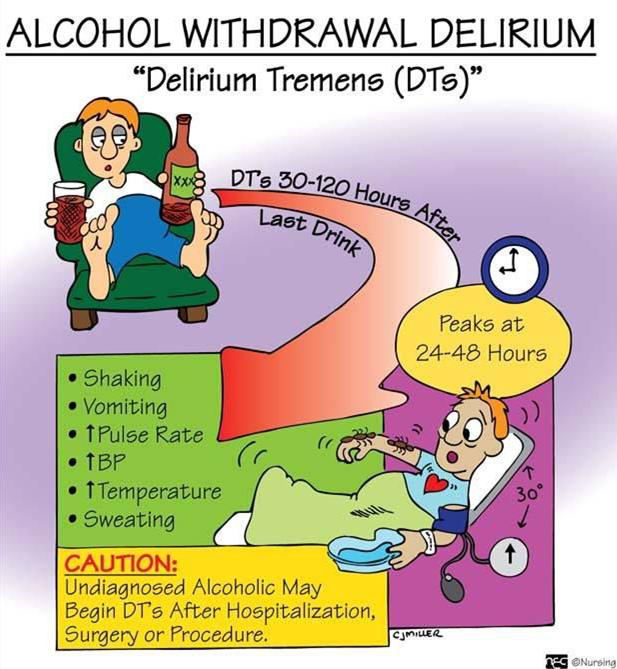 ALCOHOL WITHDRAWAL DELIRIUM
"Delirium Tremens (DTs)"
XXX
DT's 30-120 Hours After
Last Drink
Peaks at
24-48 Hours
• Shaking
• Vomiting
• ↑Pulse Rate
• ↑BP
• ↑Temperature
• Sweating
30°
CAUTION:
Undiagnosed Alcoholic May
Begin DT's After Hospitalization,
Surgery or Procedure.
CJMILLER
©Nursing